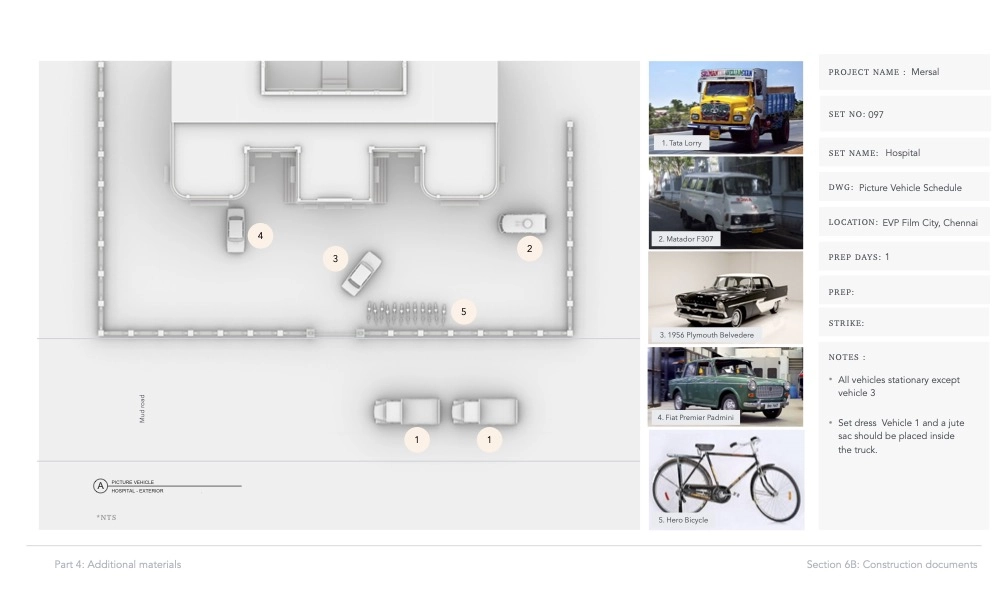 4
3
2
5
1
1
Mud road
A
PICTURE VEHICLE
HOSPITAL - EXTERIOR
*NTS
1. Tata Lorry
2. Matador F307
3. 1956 Plymouth Belvedere
4. Fiat Premier Padmini
5. Hero Bicycle
PROJECT NAME : Mersal
SET NO: 097
SET NAME: Hospital
DWG: Picture Vehicle Schedule
LOCATION: EVP Film City, Chennai
PREP DAYS: 1
PREP:
STRIKE:
NOTES :
* All vehicles stationary except
vehicle 3
* Set dress Vehicle 1 and a jute
sac should be placed inside
the truck.
Part 4: Additional materials
Section 6B: Construction documents